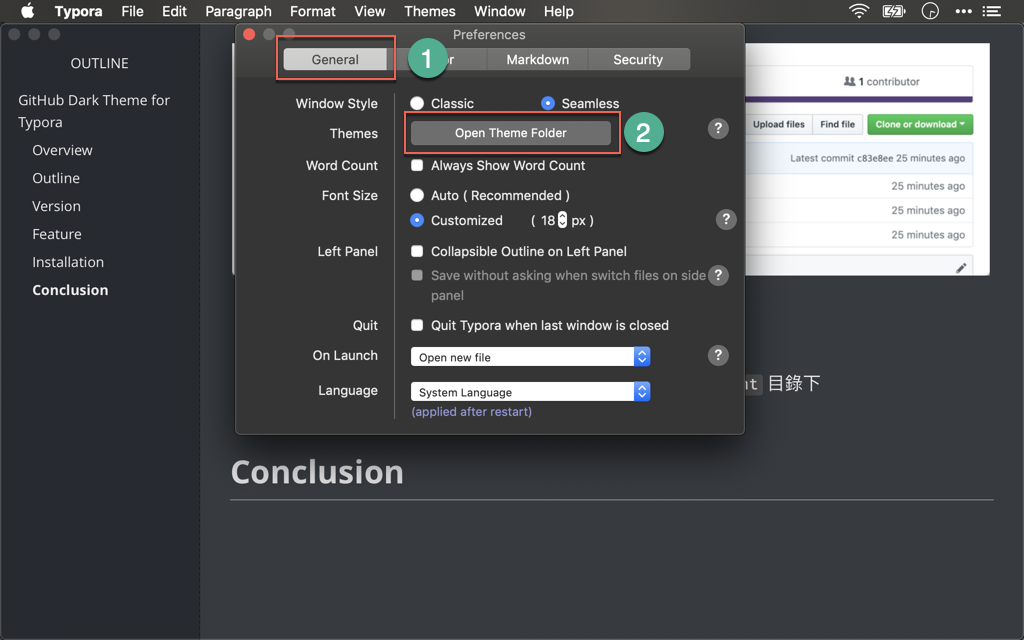 Typora File Edit Paragraph Format View Themes Window Help
OUTLINE
GitHub Dark Theme for
Typora
Overview
Outline
Version
Feature
Installation
Conclusion
Preferences
General
1
Markdown
Security
Window Style
Classic
Seamless
Themes
Open Theme Folder
2
?
Word Count
Always Show Word Count
Font Size
Auto ( Recommended )
Customized ( 18 px )
?
Left Panel
Collapsible Outline on Left Panel
Save without asking when switch files on side
panel
?
Quit
Quit Typora when last window is closed
On Launch
Open new file
?
Language
System Language
(applied after restart)
1 contributor
Upload files
Find file
Clone or download
Latest commit c83e8ee 25 minutes ago
25 minutes ago
25 minutes ago
25 minutes ago
目錄下
Conclusion